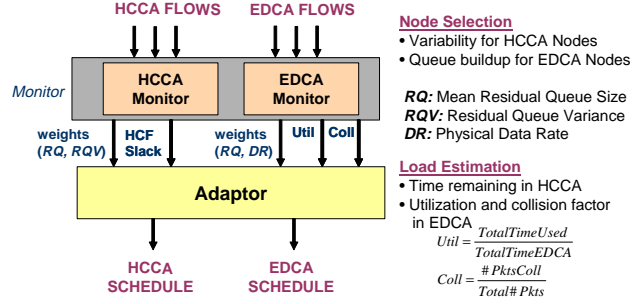 HCCA FLOWS EDCA FLOWS
Monitor
HCCA
Monitor
EDCA
Monitor
weights
(RQ, RQV)
HCF
Slack
weights
(RQ, DR)
Util
Coll
Adaptor
HCCA
SCHEDULE
EDCA
SCHEDULE
Node Selection
• Variability for HCCA Nodes
• Queue buildup for EDCA Nodes
RQ: Mean Residual Queue Size
RQV: Residual Queue Variance
DR: Physical Data Rate
Load Estimation
• Time remaining in HCCA
• Utilization and collision factor
in EDCA
Util = TotalTimeUsed / TotalTimeEDCA
Coll = # PktsColl / Total # Pkts